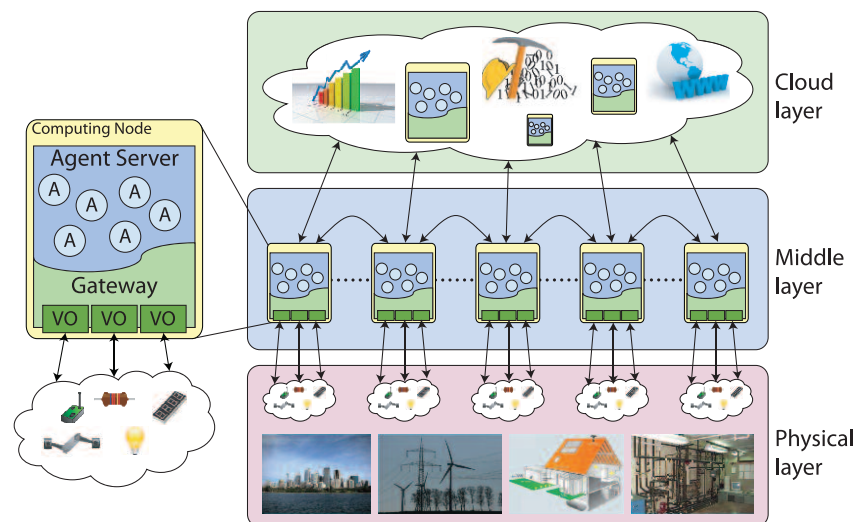 Cloud
layer
WWW
Computing Node
Agent Server
A
A
A
A
A
A
A
Gateway
VO
VO
VO
Middle
layer
Physical
layer